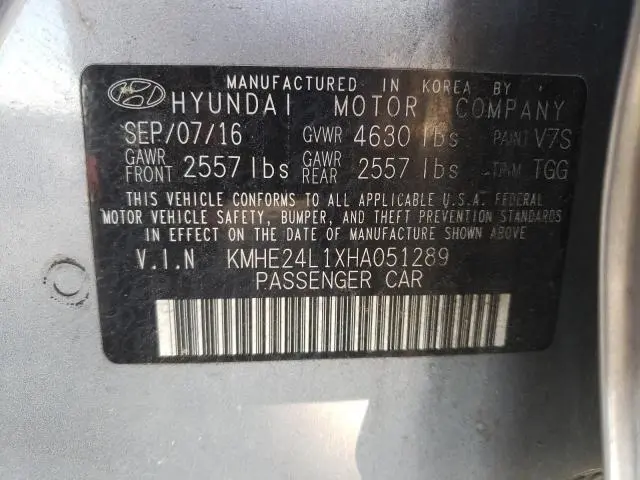 MANUFACTURED IN KOREA BY
HYUNDAI MOTOR COMPANY
SEP/07/16 GVWR 4630 lbs PAINT V7S
GAWR FRONT 2557 lbs GAWR REAR 2557 lbs TRIM TGG
THIS VEHICLE CONFORMS TO ALL APPLICABLE U.S.A. FEDERAL
MOTOR VEHICLE SAFETY, BUMPER, AND THEFT PREVENTION STANDARDS
IN EFFECT ON THE DATE OF MANUFACTURE SHOWN ABOVE.
V.I.N KMHE24L1XHA051289
PASSENGER CAR